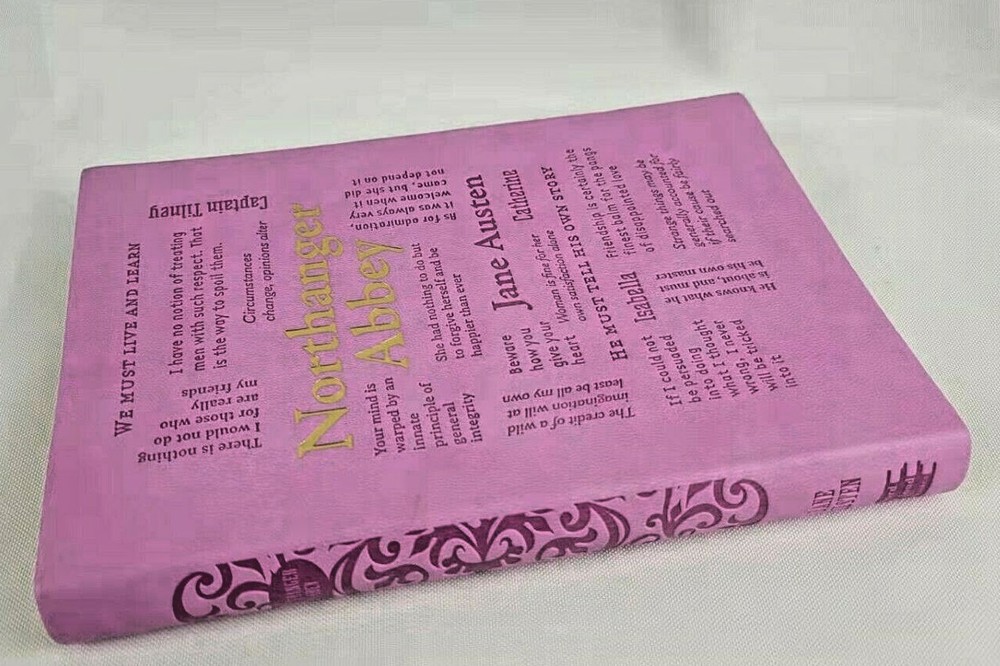 WE MUST LIVE AND LEARN
There is nothing
I would not do
for those who
are really
my friends
I have no notion of treating
men with such respect. That
is the way to spoil them.
Captain Tilney
Circumstances
change, opinions alter
Northanger
Abbey
Your mind is
warped by an
innate
principle of
general
integrity
She had nothing to do but
to forgive herself and be
happier than ever
As for admiration,
it was always very
welcome when it
came, but she did
not depend on it
Jane Austen
Catherine
Beware
how you
give your
heart
Woman is fine for her
own satisfaction alone
HE MUST TELL HIS OWN STORY
The credit of a wild
imagination will at
least be all my own
Isabella
Friendship is certainly the
finest balm for the pangs
of disappointed love
If I could not
be persuaded
into doing
what I thought
wrong, I never
will be tricked
into it
He knows what he
is about, and must
be his own master
Strange things may be
generally accounted for
if their cause be fairly
searched out